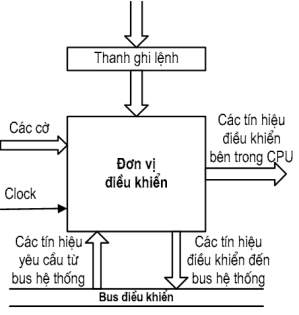 Thanh ghi lệnh
Các tín hiệu
điều khiển
bên trong CPU
Các cờ
Đơn vị
điều khiển
Clock
Các tín hiệu
yêu cầu từ
bus hệ thống
Các tín hiệu
điều khiển đến
bus hệ thống
Bus điều khiển